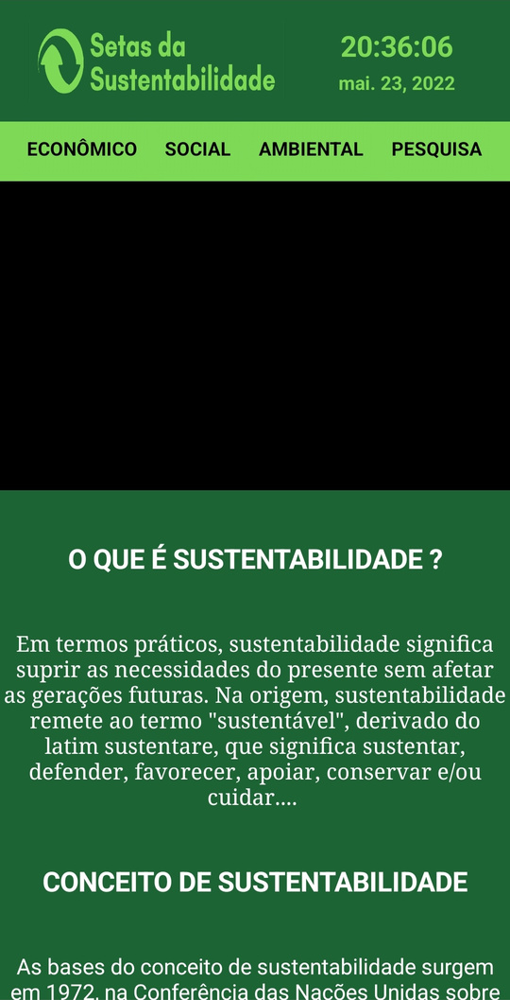 Setas da
Sustentabilidade
20:36:06
mai. 23, 2022
ECONÔMICO SOCIAL AMBIENTAL PESQUISA
O QUE É SUSTENTABILIDADE ?
Em termos práticos, sustentabilidade significa
suprir as necessidades do presente sem afetar
as gerações futuras. Na origem, sustentabilidade
remete ao termo "sustentável", derivado do
latim sustentare, que significa sustentar,
defender, favorecer, apoiar, conservar e/ou
cuidar....
CONCEITO DE SUSTENTABILIDADE
As bases do conceito de sustentabilidade surgem
em 1972, na Conferência das Nações Unidas sobre